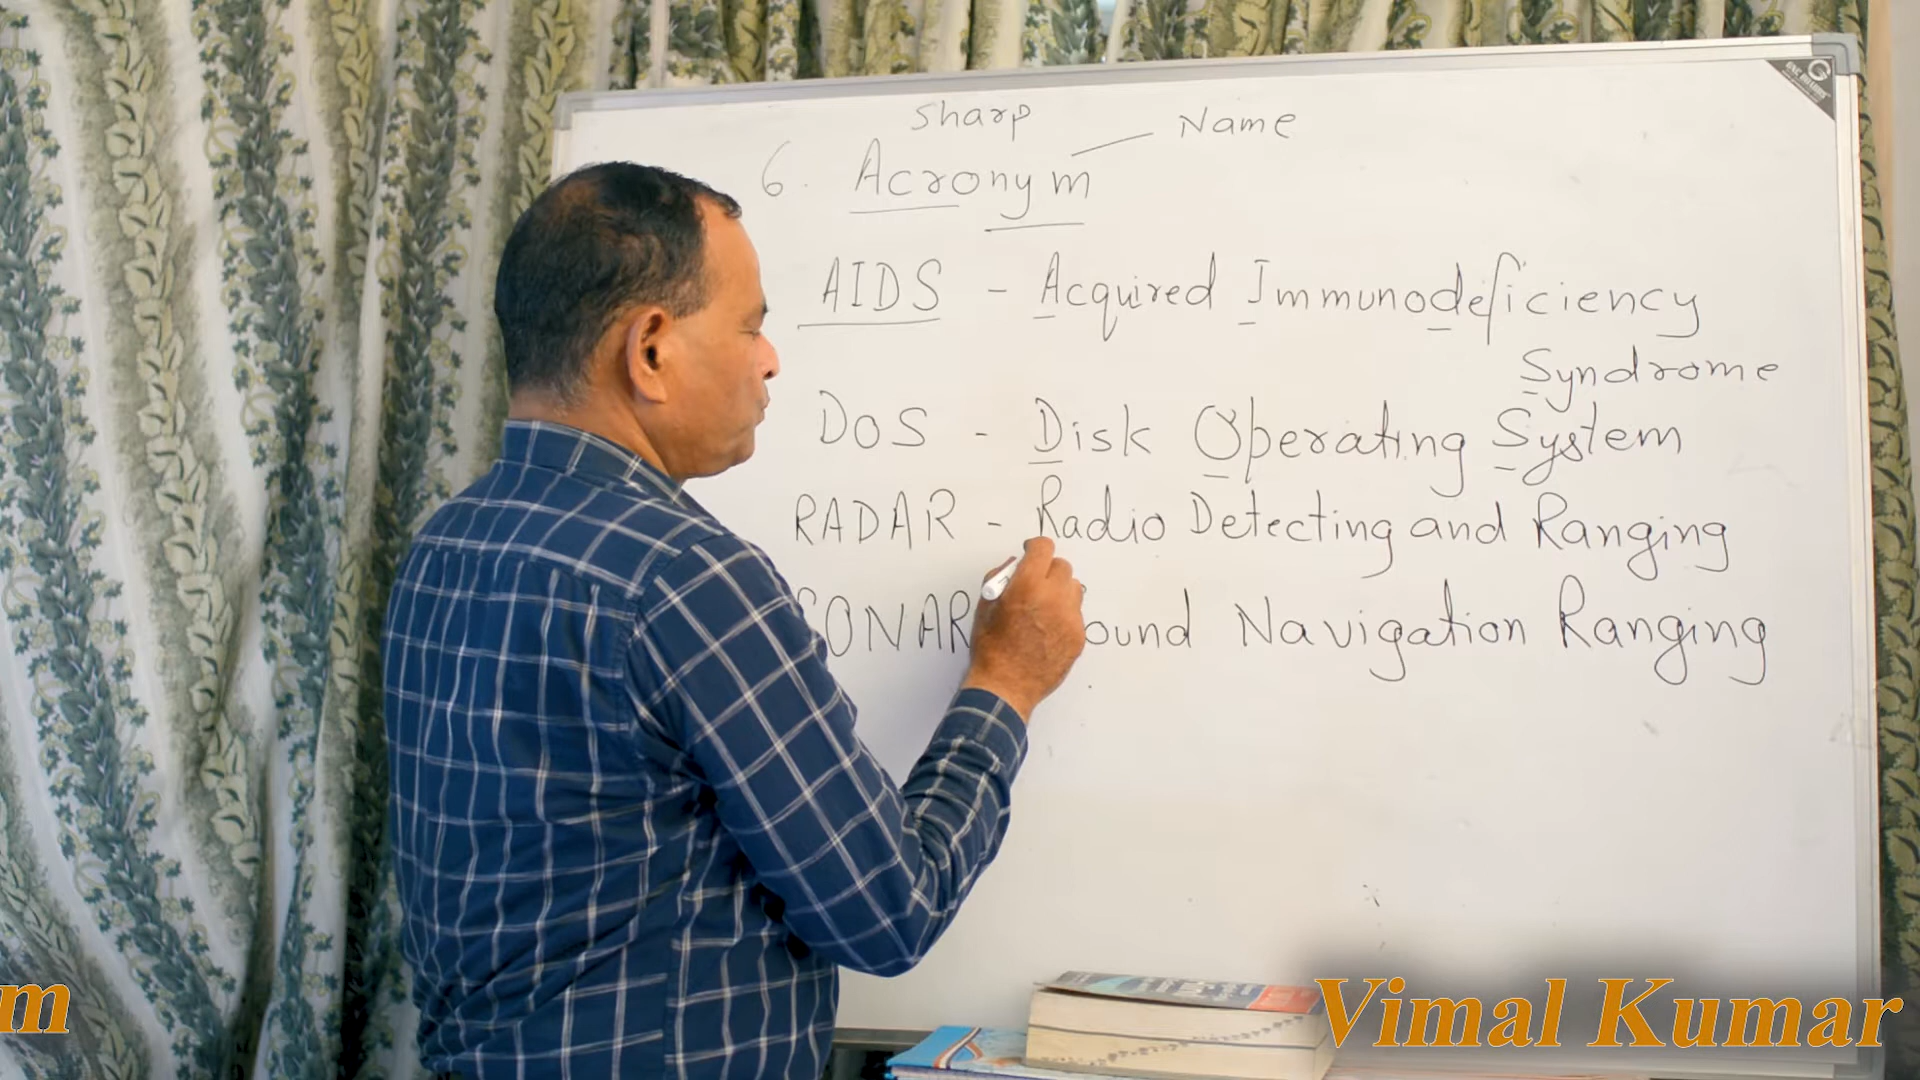 Sharp
Name
6. Acronym
AIDS - Acquired Immunodeficiency
Syndrome
DOS - Disk Operating System
RADAR - Radio Detecting and Ranging
SONAR ound Navigation Ranging
m
Vimal Kumar